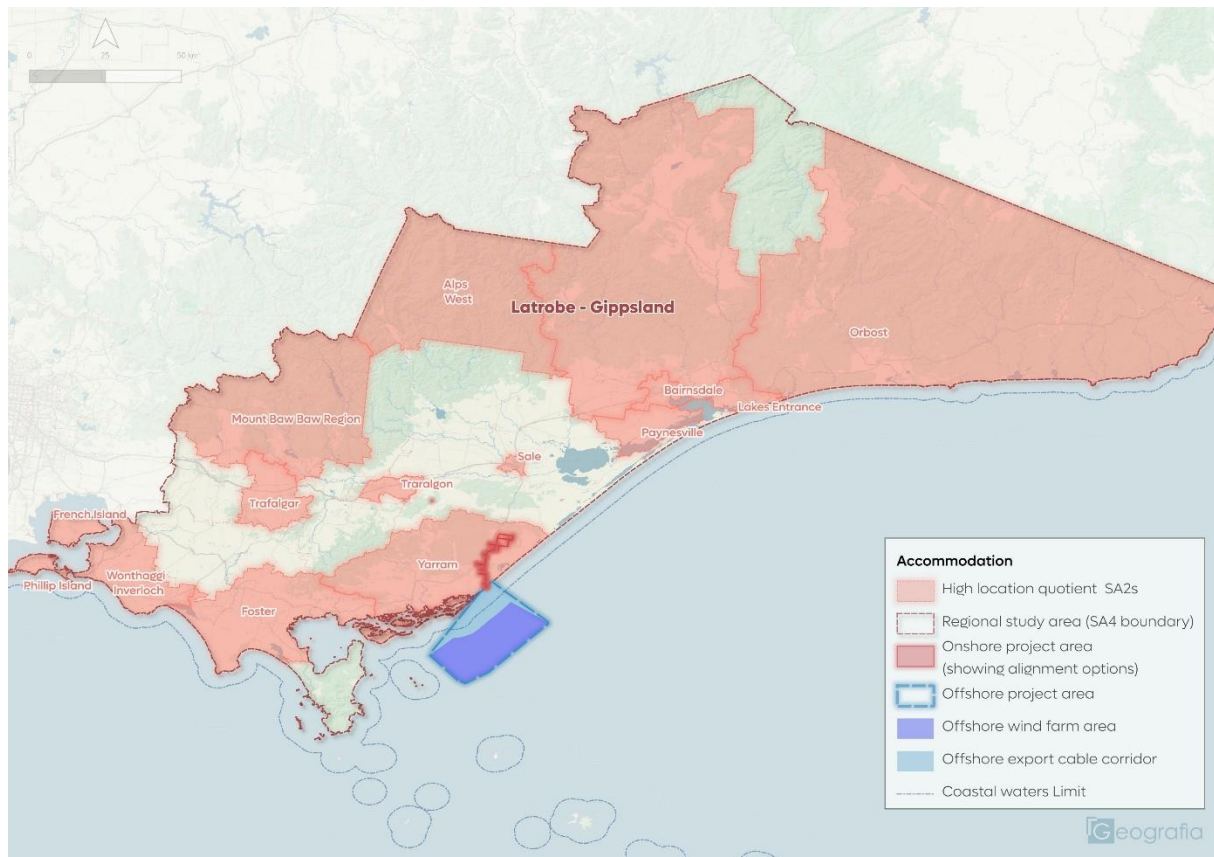 0 25 50 km
Alps
West
Latrobe - Gippsland
Orbost
Bairnsdale
Lakes Entrance
Mount Baw Baw Region
Paynesville
Sale
Traralgon
Trafalgar
French Island
Yarram
Wonthaggi
Inverloch
Phillip Island
Foster
Accommodation
High location quotient SA2s
Regional study area (SA4 boundary)
Onshore project area
(showing alignment options)
Offshore project area
Offshore wind farm area
Offshore export cable corridor
Coastal waters Limit
Geografia